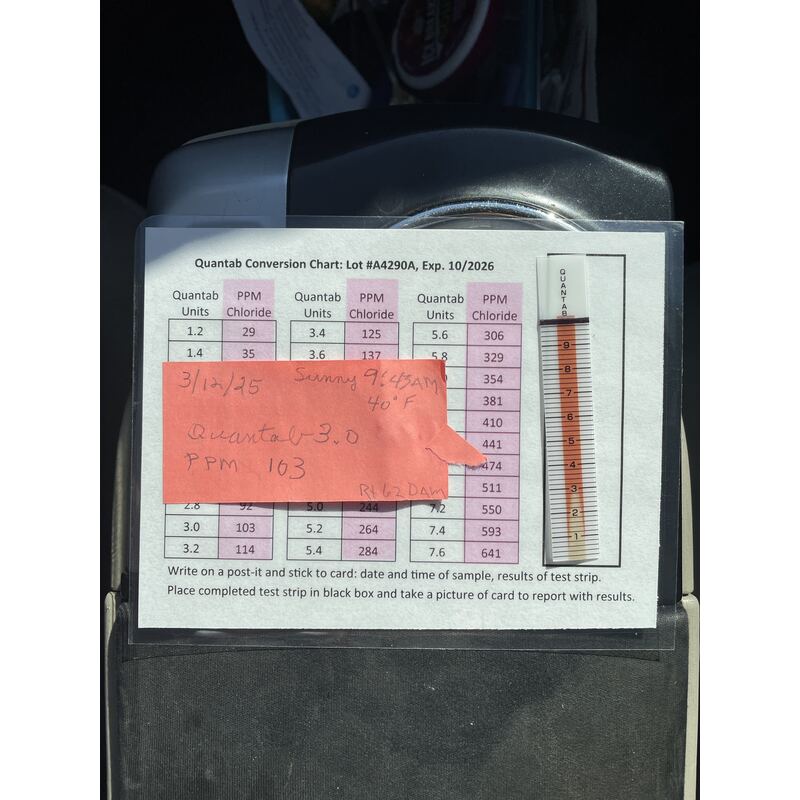 Quantab Conversion Chart: Lot #A4290A, Exp. 10/2026
Quantab Units PPM Chloride Quantab Units PPM Chloride Quantab Units PPM Chloride
1.2 29 3.4 125 5.6 306
1.4 35 3.6 137 5.8 329
354
381
410
441
474
511
2.8 92 5.0 244 7.2 550
3.0 103 5.2 264 7.4 593
3.2 114 5.4 284 7.6 641
3/12/25 Sunny 9:43AM
40°F
Quantab 3.0
PPM 103
Rt 62 Dam
QUANTAB
9
8
7
6
5
4
3
2
1
Write on a post-it and stick to card: date and time of sample, results of test strip.
Place completed test strip in black box and take a picture of card to report with results.